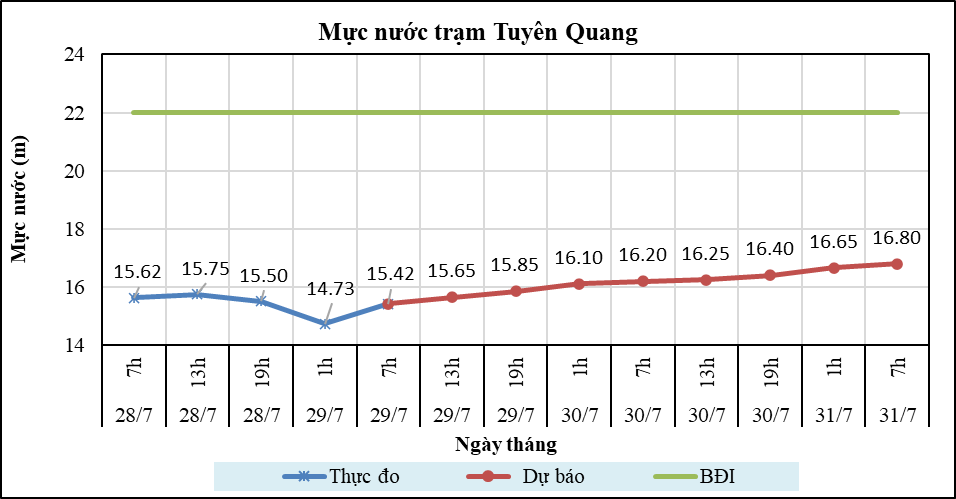 Mực nước trạm Tuyên Quang
Mực nước (m)
24
22
20
18
16
14
15.62 15.75 15.50 14.73 15.42 15.65 15.85 16.10 16.20 16.25 16.40 16.65 16.80
7h 13h 19h 1h 7h 13h 19h 1h 7h 13h 19h 1h 7h
28/7 28/7 28/7 29/7 29/7 29/7 29/7 30/7 30/7 30/7 30/7 31/7 31/7
Ngày tháng
Thực đo Dự báo BĐI